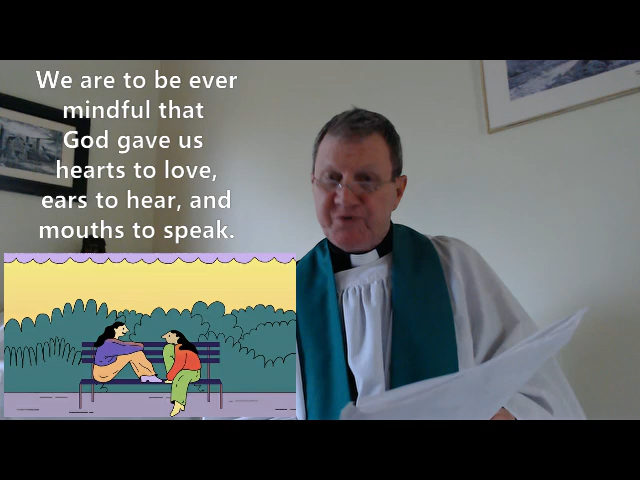 We are to be ever
mindful that
God gave us
hearts to love,
ears to hear, and
mouths to speak.